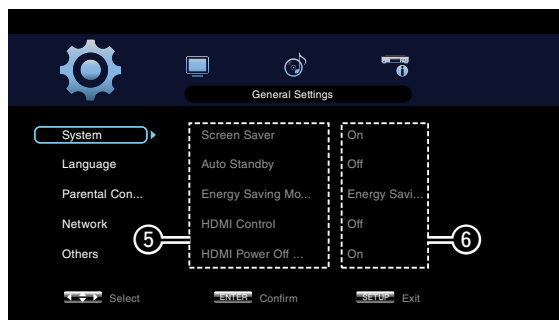 General Settings
System Screen Saver On
Language Auto Standby Off
Parental Con... Energy Saving Mo... Energy Savi...
Network HDMI Control Off
5 6
Others HDMI Power Off ... On
Select ENTER Confirm SETUP Exit